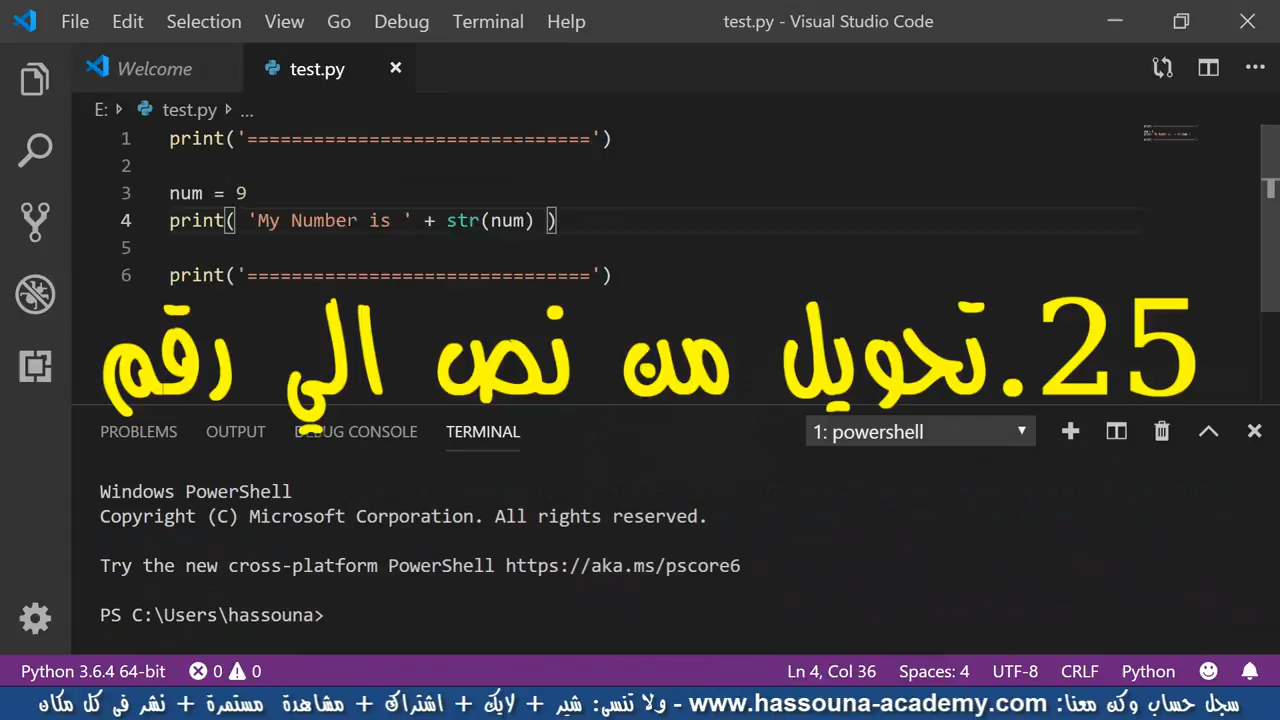 File Edit Selection View Go Debug Terminal Help test.py - Visual Studio Code
Welcome test.py
E: test.py ...
1 print('===============================')
2
3 num = 9
4 print( 'My Number is ' + str(num) )
5
6 print('===============================')
25.تحويل من نص الي رقم
PROBLEMS OUTPUT DEBUG CONSOLE TERMINAL 1: powershell
Windows PowerShell
Copyright (C) Microsoft Corporation. All rights reserved.
Try the new cross-platform PowerShell https://aka.ms/pscore6
PS C:\Users\hassouna>
Python 3.6.4 64-bit 0 0 Ln 4, Col 36 Spaces: 4 UTF-8 CRLF Python
سجل حساب وكن معنا: www.hassouna-academy.com - ولا تنسى: شير + لايك + اشتراك + مشاهدة مستمرة + نشر فى كل مكان